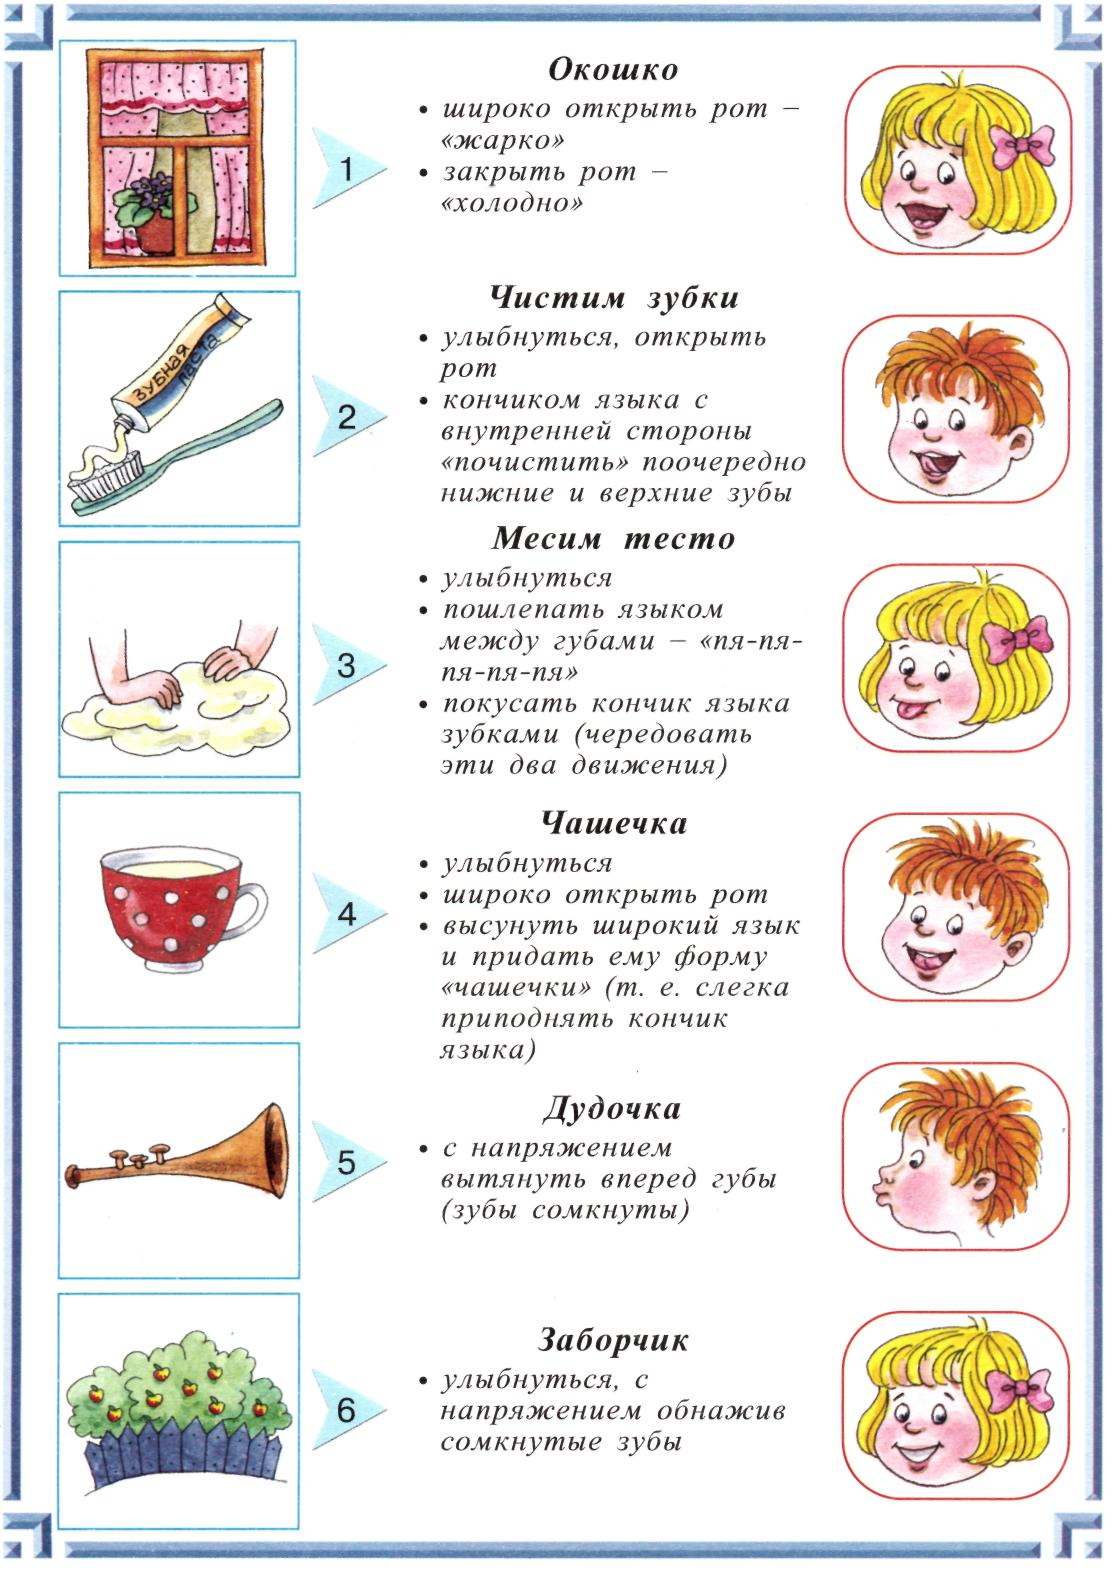 Окошко
• широко открыть рот –
«жарко»
1
• закрыть рот –
«холодно»
Чистим зубки
• улыбнуться, открыть
рот
ЗУБНАЯ
ПАСТА
2
• кончиком языка с
внутренней стороны
«почистить» поочередно
нижние и верхние зубы
Месим тесто
• улыбнуться
• пошлепать языком
между губами – «пя-пя-
пя-пя-пя»
3
• покусать кончик языка
зубками (чередовать
эти два движения)
Чашечка
• улыбнуться
• широко открыть рот
4
• высунуть широкий язык
и придать ему форму
«чашечки» (т. е. слегка
приподнять кончик
языка)
Дудочка
5
• с напряжением
вытянуть вперед губы
(зубы сомкнуты)
Заборчик
6
• улыбнуться, с
напряжением обнажив
сомкнутые зубы